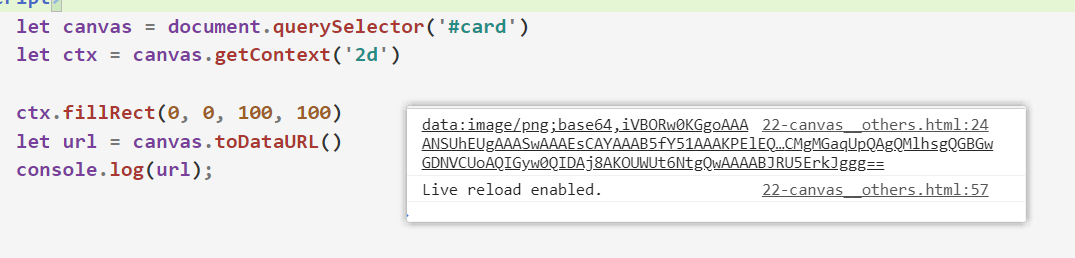 cript>
let canvas = document.querySelector('#card')
let ctx = canvas.getContext('2d')
ctx.fillRect(0, 0, 100, 100)
let url = canvas.toDataURL()
console.log(url);
data:image/png;base64,iVBORw0KGgoAAA 22-canvas__others.html:24
ANSUhEUgAAASwAAAEsCAYAAAB5fY51AAAKPElEQ…CMgMGaqUpQAgQMlhsgQGBGw
GDNVCUoAQIGyw0QIDAj8AKOUWUt6NtgQwAAAABJRU5ErkJggg==
Live reload enabled. 22-canvas__others.html:57